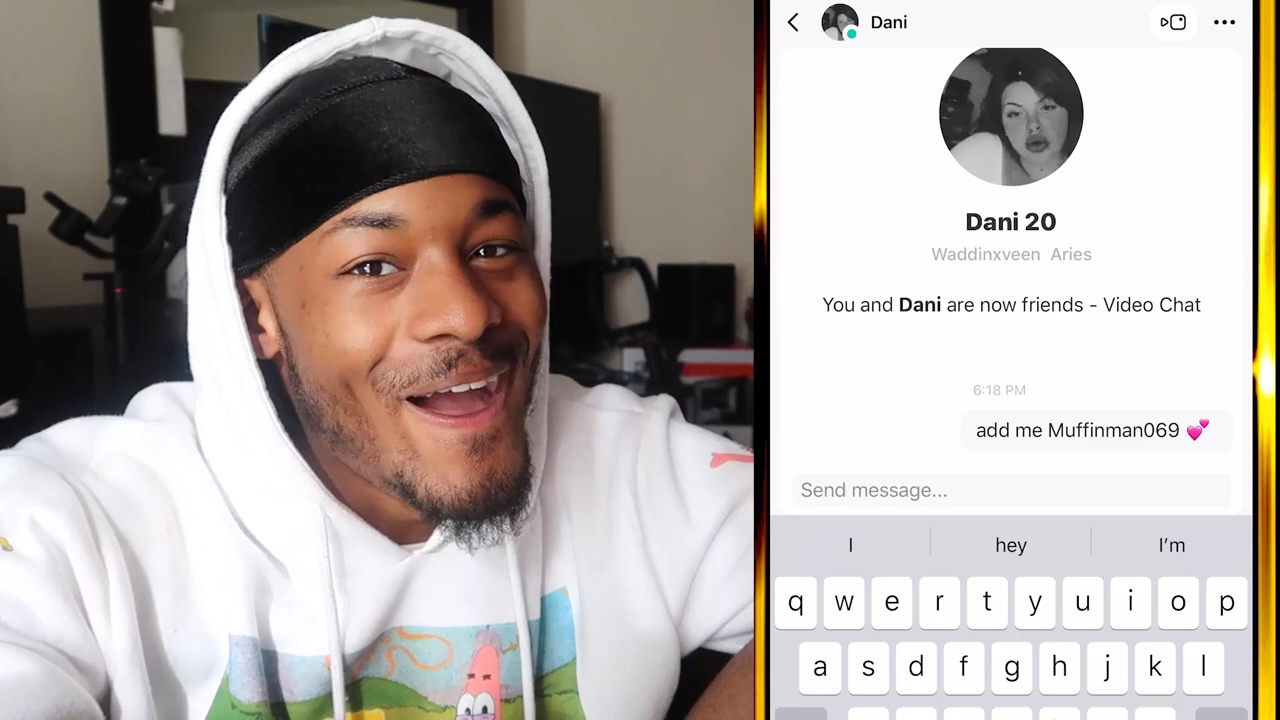 Dani
Dani 20
Waddinxveen Aries
You and Dani are now friends - Video Chat
6:18 PM
add me Muffinman069 💕
Send message...
I hey I'm
q w e r t y u i o p
a s d f g h j k l